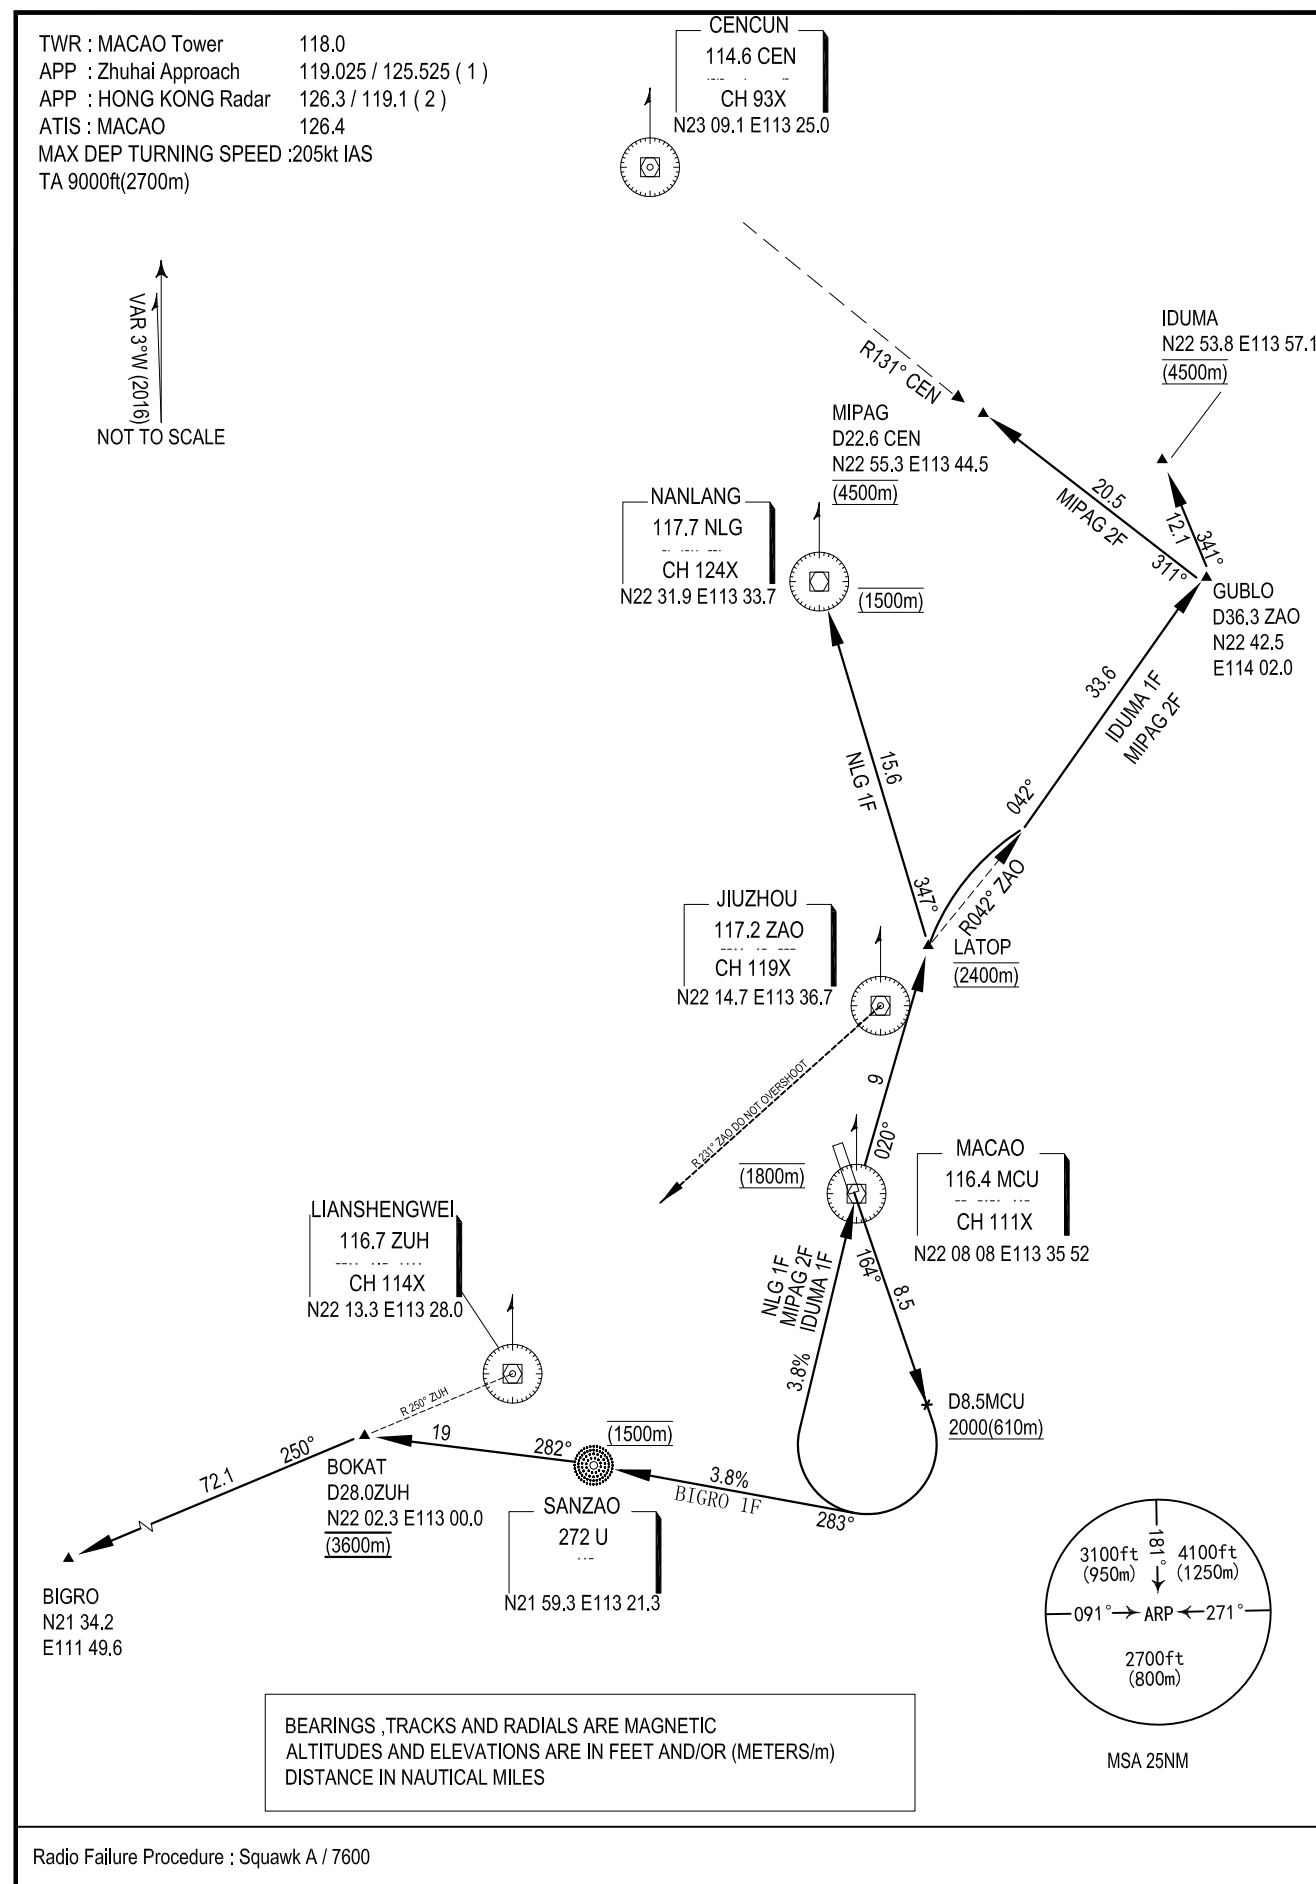 TWR : MACAO Tower 118.0
APP : Zhuhai Approach 119.025 / 125.525 ( 1 )
APP : HONG KONG Radar 126.3 / 119.1 ( 2 )
ATIS : MACAO 126.4
MAX DEP TURNING SPEED :205kt IAS
TA 9000ft(2700m)
CENCUN
114.6 CEN
CH 93X
N23 09.1 E113 25.0
VAR 3°W (2016)
NOT TO SCALE
R131° CEN
IDUMA
N22 53.8 E113 57.1
(4500m)
MIPAG
D22.6 CEN
N22 55.3 E113 44.5
(4500m)
20.5
MIPAG 2F
311°
12.1
341°
GUBLO
D36.3 ZAO
N22 42.5
E114 02.0
NANLANG
117.7 NLG
CH 124X
N22 31.9 E113 33.7
(1500m)
33.6
IDUMA 1F
MIPAG 2F
042°
15.6
NLG 1F
347°
R042° ZAO
LATOP
(2400m)
JIUZHOU
117.2 ZAO
CH 119X
N22 14.7 E113 36.7
R 231° ZAO DO NOT OVERSHOOT
9
020°
(1800m)
MACAO
116.4 MCU
CH 111X
N22 08 08 E113 35 52
LIANSHENGWEI
116.7 ZUH
CH 114X
N22 13.3 E113 28.0
NLG 1F
MIPAG 2F
IDUMA 1F
164°
8.5
3.8%
D8.5MCU
2000(610m)
R 250° ZUH
250°
72.1
19
282°
(1500m)
3.8%
BIGRO 1F
283°
BOKAT
D28.0ZUH
N22 02.3 E113 00.0
(3600m)
SANZAO
272 U
N21 59.3 E113 21.3
BIGRO
N21 34.2
E111 49.6
3100ft
(950m)
181°
4100ft
(1250m)
091° ARP 271°
2700ft
(800m)
MSA 25NM
BEARINGS ,TRACKS AND RADIALS ARE MAGNETIC
ALTITUDES AND ELEVATIONS ARE IN FEET AND/OR (METERS/m)
DISTANCE IN NAUTICAL MILES
Radio Failure Procedure : Squawk A / 7600